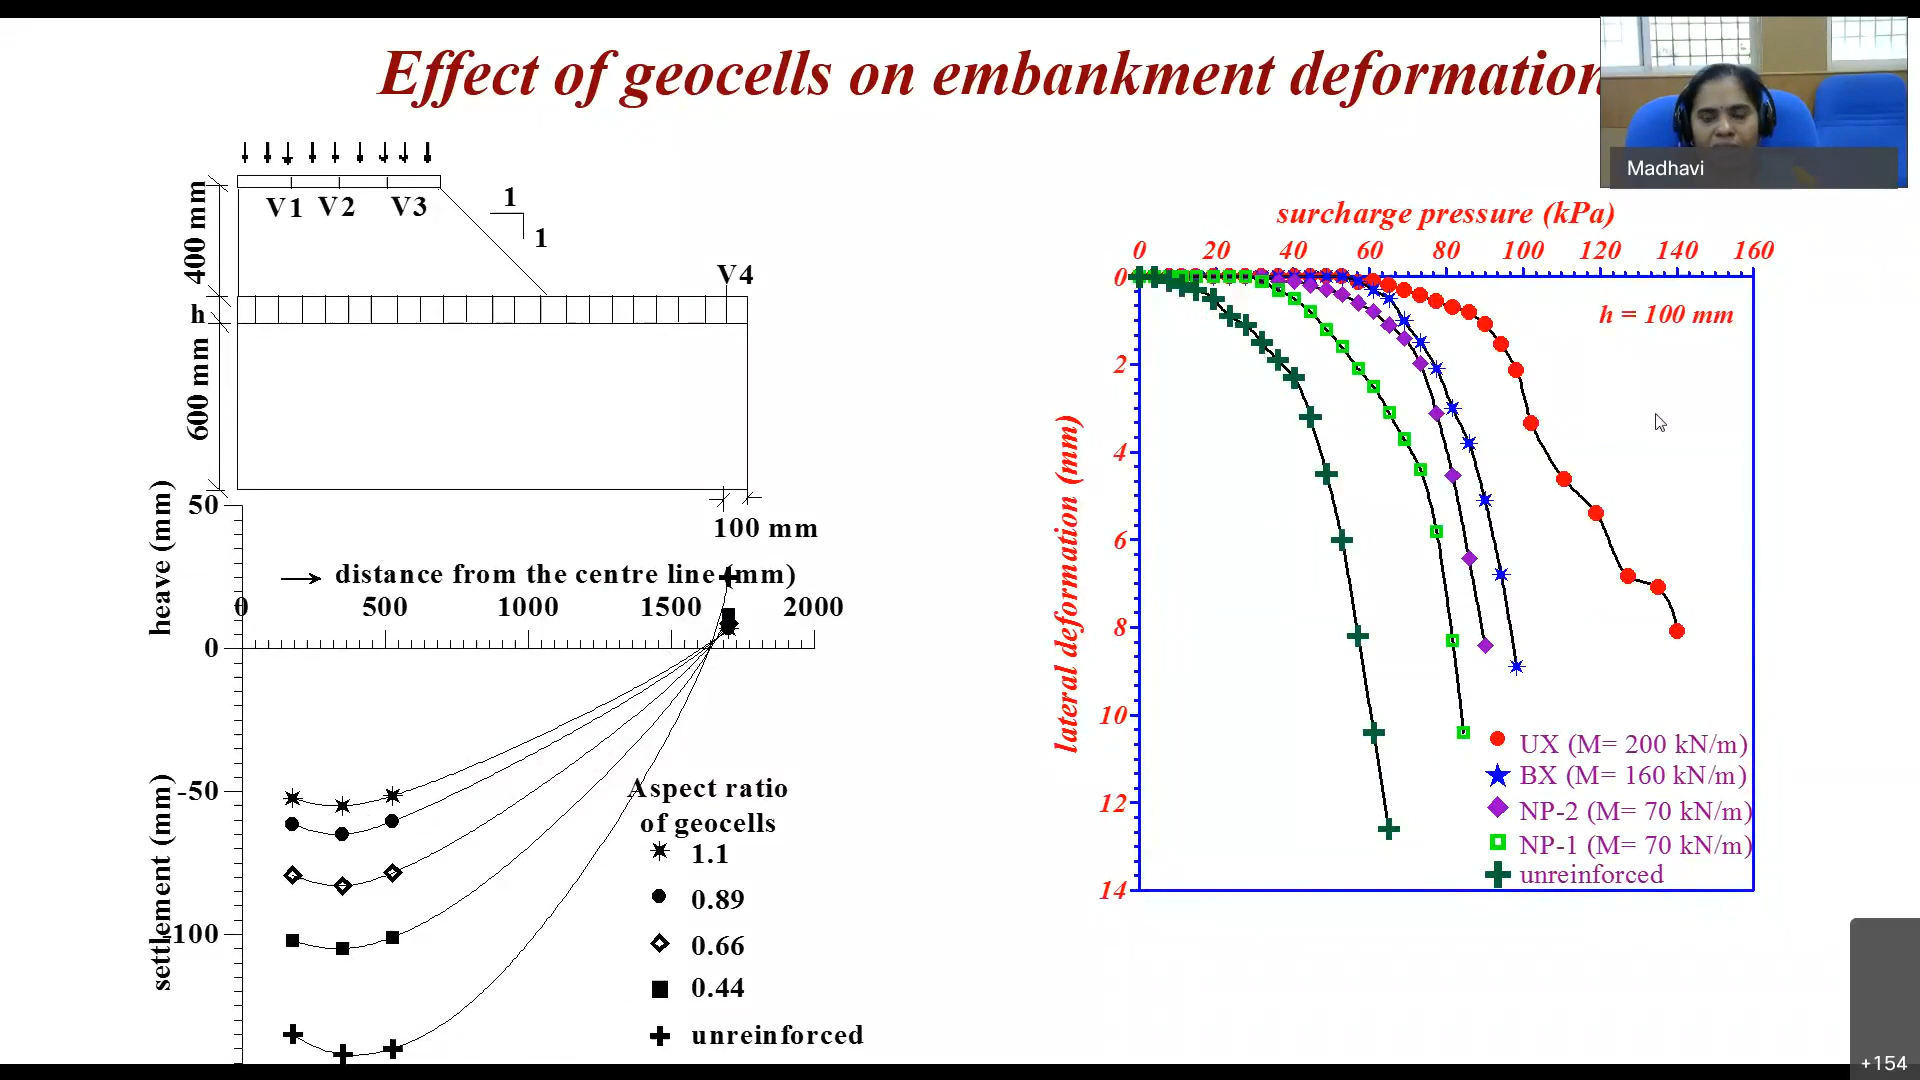 Effect of geocells on embankment deformation
Madhavi
400 mm
V1 V2 V3
1
1
V4
h
600 mm
100 mm
heave (mm)
50
distance from the centre line (mm)
0 500 1000 1500 2000
0
settlement (mm)
-50
100
Aspect ratio
of geocells
1.1
0.89
0.66
0.44
unreinforced
surcharge pressure (kPa)
0 20 40 60 80 100 120 140 160
0
2
4
6
8
10
12
14
lateral deformation (mm)
h = 100 mm
UX (M= 200 kN/m)
BX (M= 160 kN/m)
NP-2 (M= 70 kN/m)
NP-1 (M= 70 kN/m)
unreinforced
+154